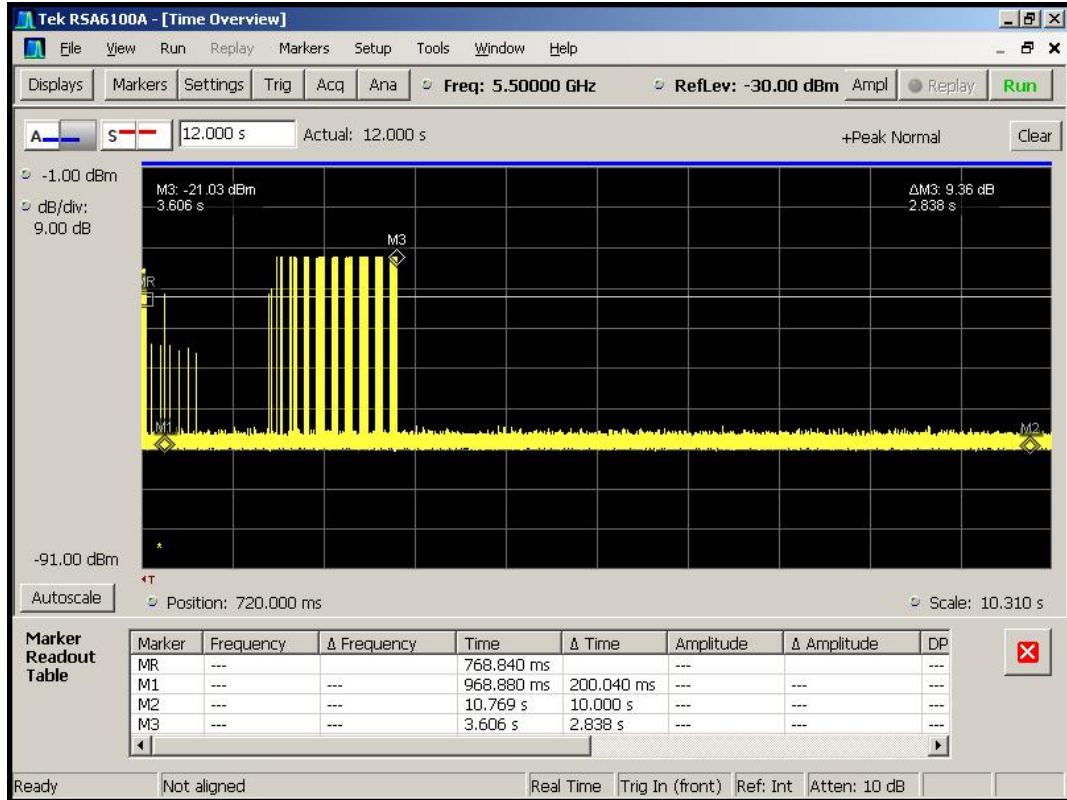 Tek RSA6100A - [Time Overview]
File View Run Replay Markers Setup Tools Window Help
Displays Markers Settings Trig Acq Ana Freq: 5.50000 GHz RefLev: -30.00 dBm Ampl Replay Run
A S 12.000 s Actual: 12.000 s +Peak Normal Clear
-1.00 dBm
dB/div:
9.00 dB
M3: -21.03 dBm
3.606 s
ΔM3: 9.36 dB
2.838 s
M3
MR
M1
M2
-91.00 dBm
T
Autoscale Position: 720.000 ms Scale: 10.310 s
Marker Readout Table
Marker Frequency Δ Frequency Time Δ Time Amplitude Δ Amplitude DP
MR --- 768.840 ms --- ---
M1 --- --- 968.880 ms 200.040 ms --- --- ---
M2 --- --- 10.769 s 10.000 s --- --- ---
M3 --- --- 3.606 s 2.838 s --- --- ---
Ready Not aligned Real Time Trig In (front) Ref: Int Atten: 10 dB